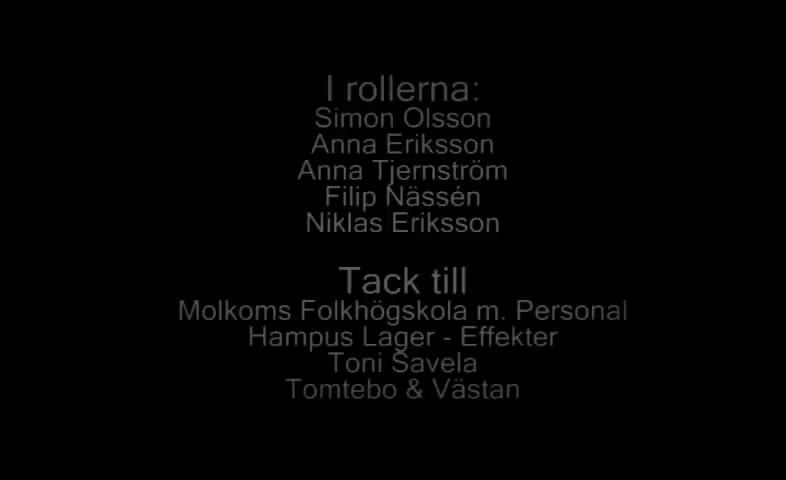 I rollerna:
Simon Olsson
Anna Eriksson
Anna Tjernström
Filip Nässén
Niklas Eriksson
Tack till
Molkoms Folkhögskola m. Personal
Hampus Lager - Effekter
Toni Savela
Tomtebo & Västan